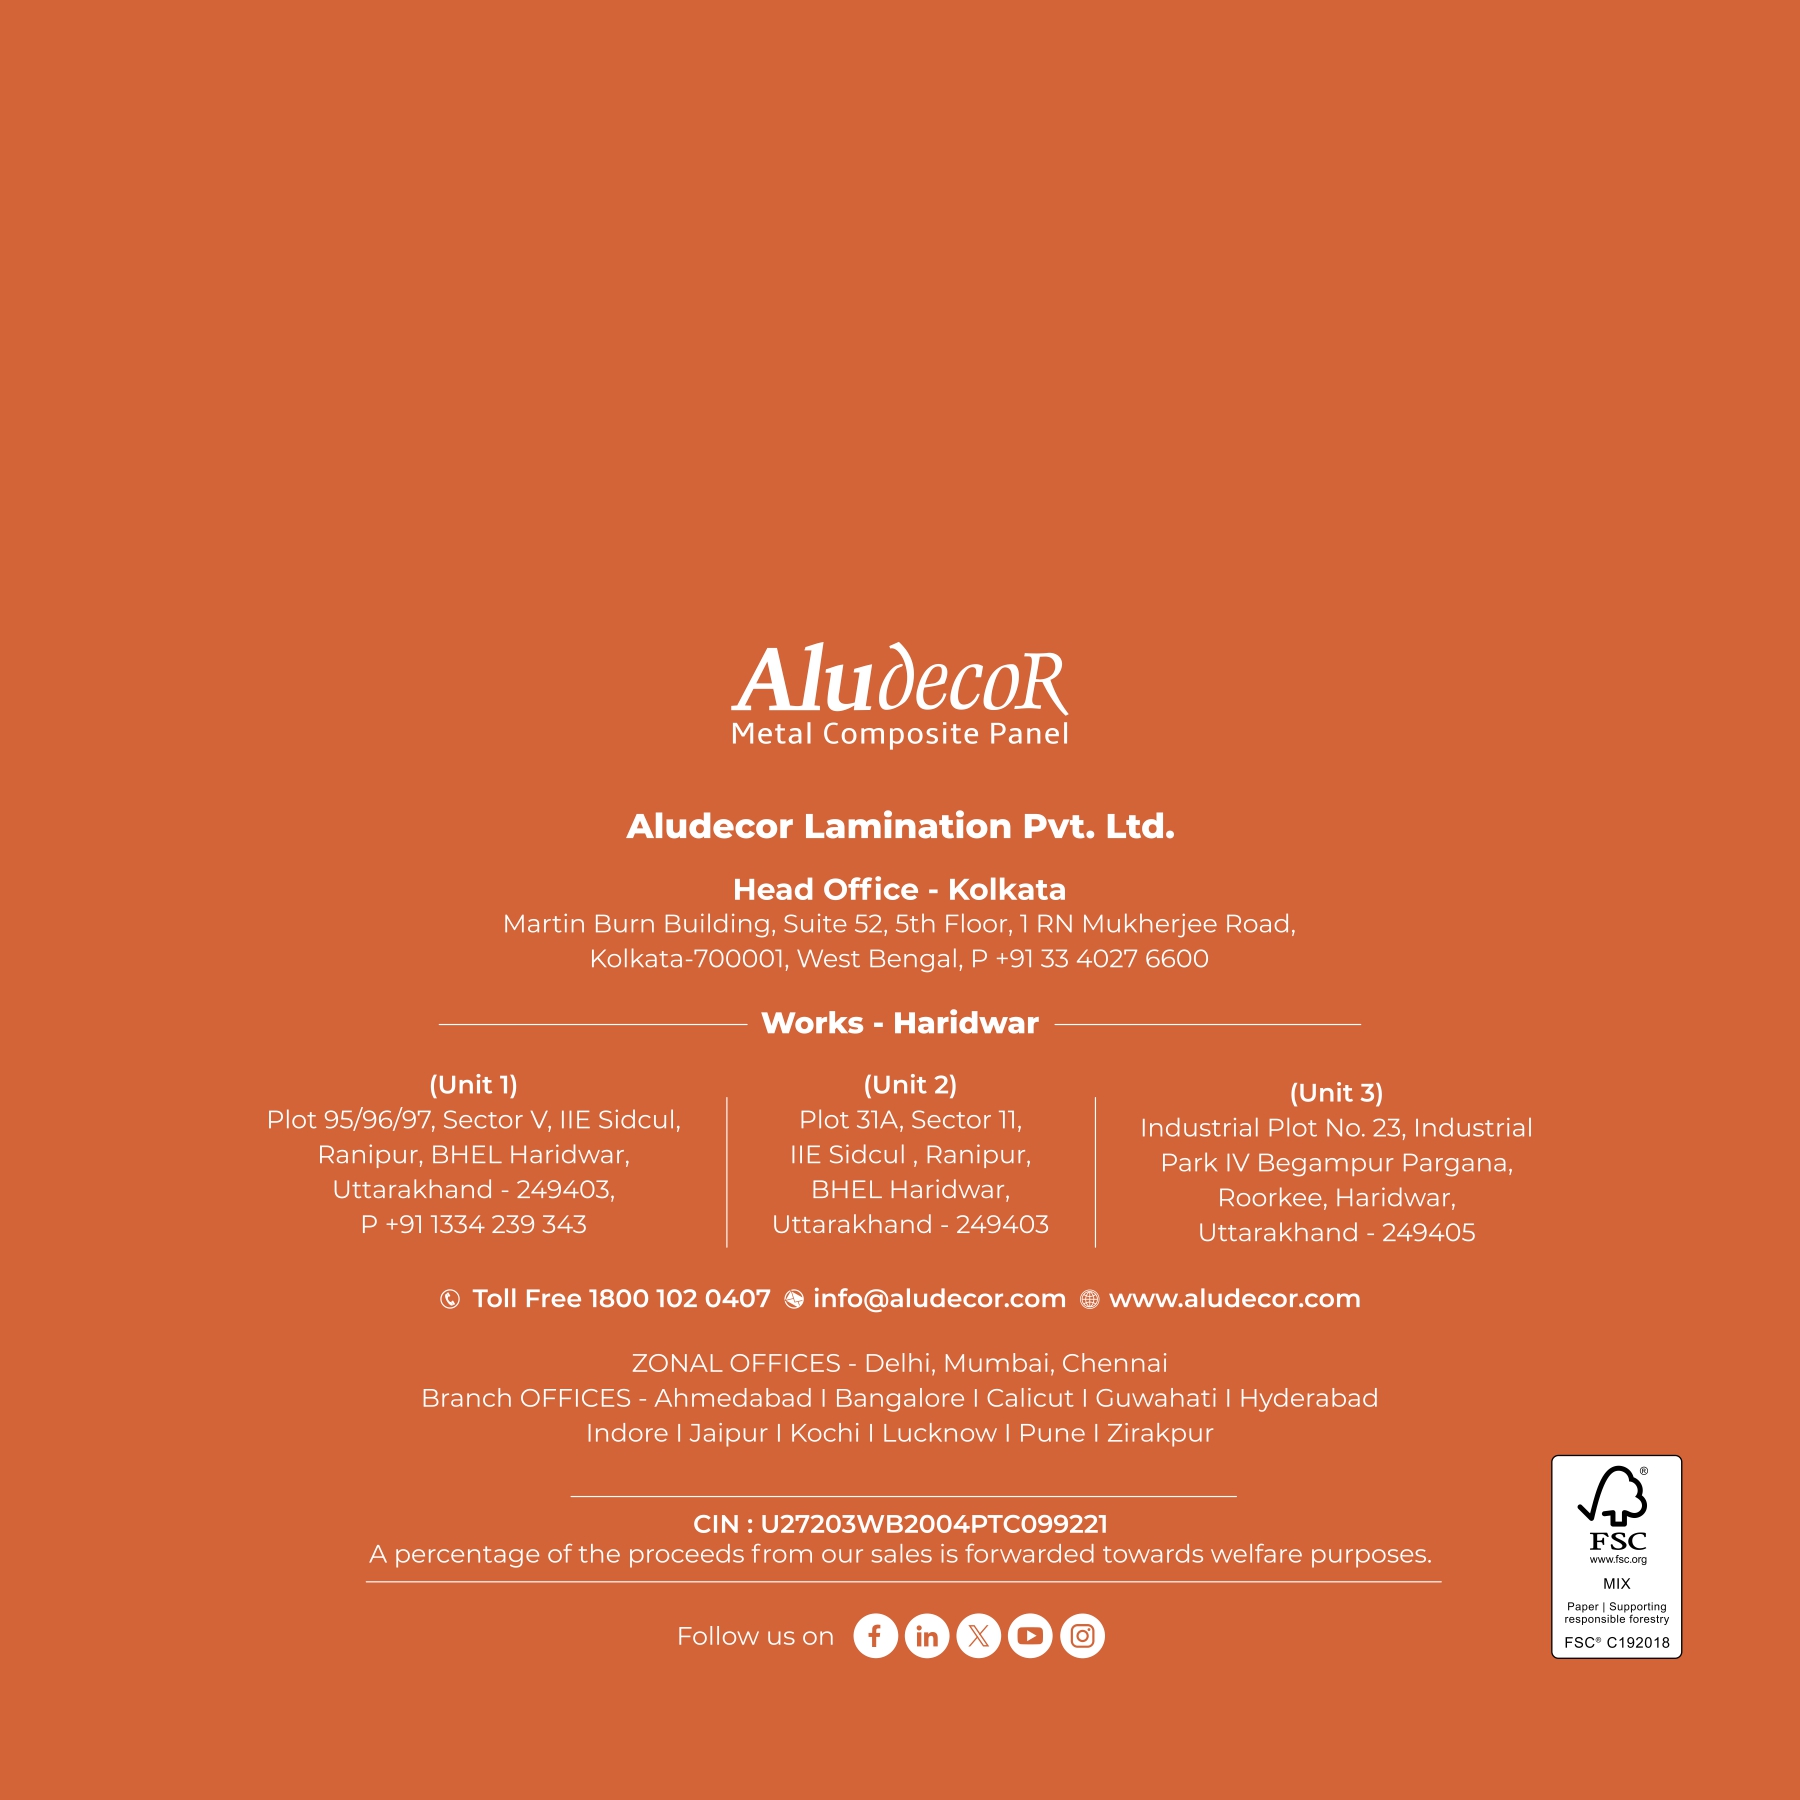 AludecoR
Metal Composite Panel
Aludecor Lamination Pvt. Ltd.
Head Office - Kolkata
Martin Burn Building, Suite 52, 5th Floor, 1 RN Mukherjee Road,
Kolkata-700001, West Bengal, P +91 33 4027 6600
Works - Haridwar
(Unit 1)
Plot 95/96/97, Sector V, IIE Sidcul,
Ranipur, BHEL Haridwar,
Uttarakhand - 249403,
P +91 1334 239 343
(Unit 2)
Plot 31A, Sector 11,
IIE Sidcul , Ranipur,
BHEL Haridwar,
Uttarakhand - 249403
(Unit 3)
Industrial Plot No. 23, Industrial
Park IV Begampur Pargana,
Roorkee, Haridwar,
Uttarakhand - 249405
Toll Free 1800 102 0407 info@aludecor.com www.aludecor.com
ZONAL OFFICES - Delhi, Mumbai, Chennai
Branch OFFICES - Ahmedabad I Bangalore I Calicut I Guwahati I Hyderabad
Indore I Jaipur I Kochi I Lucknow I Pune I Zirakpur
CIN : U27203WB2004PTC099221
A percentage of the proceeds from our sales is forwarded towards welfare purposes.
Follow us on
®
FSC
www.fsc.org
MIX
Paper | Supporting
responsible forestry
FSC® C192018